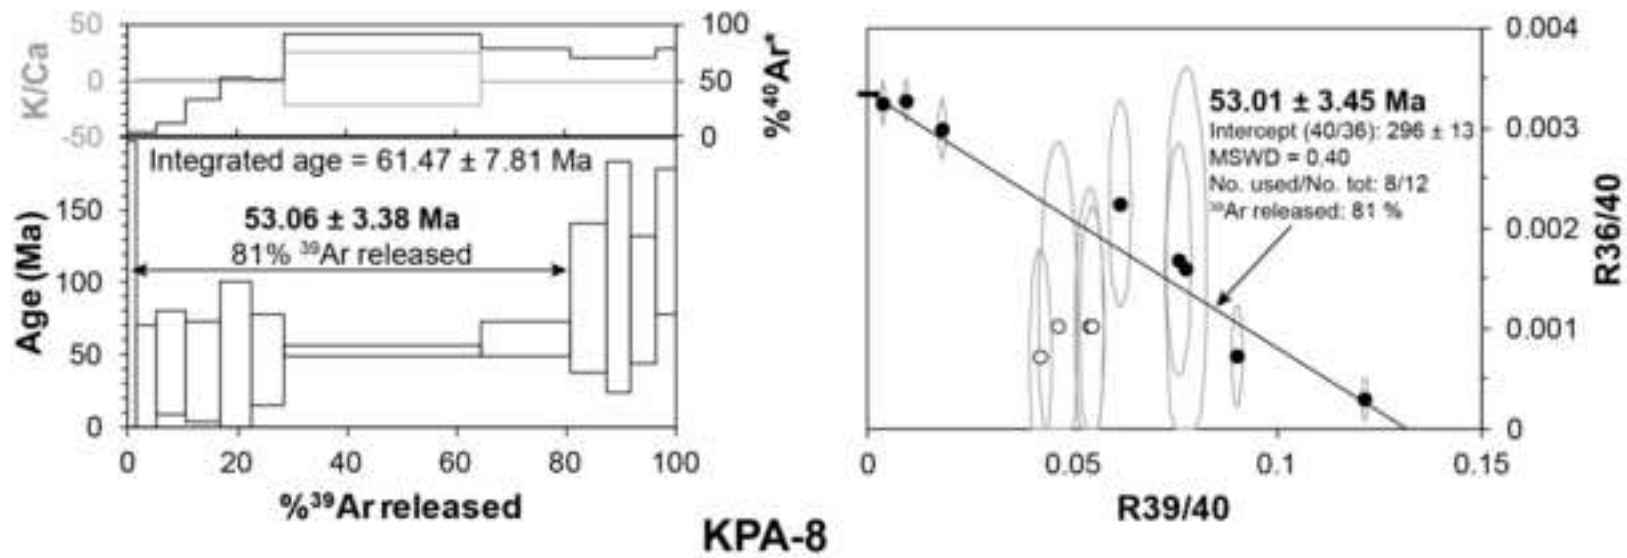 50
0
-50
K/Ca
100
50
0
%⁴⁰Ar*
Integrated age = 61.47 ± 7.81 Ma
53.06 ± 3.38 Ma
81% ³⁹Ar released
150
100
50
0
Age (Ma)
0 20 40 60 80 100
%³⁹Ar released
53.01 ± 3.45 Ma
Intercept (40/36): 296 ± 13
MSWD = 0.40
No. used/No. tot: 8/12
³⁹Ar released: 81 %
0.004
0.003
0.002
0.001
0
R36/40
0 0.05 0.1 0.15
R39/40
KPA-8